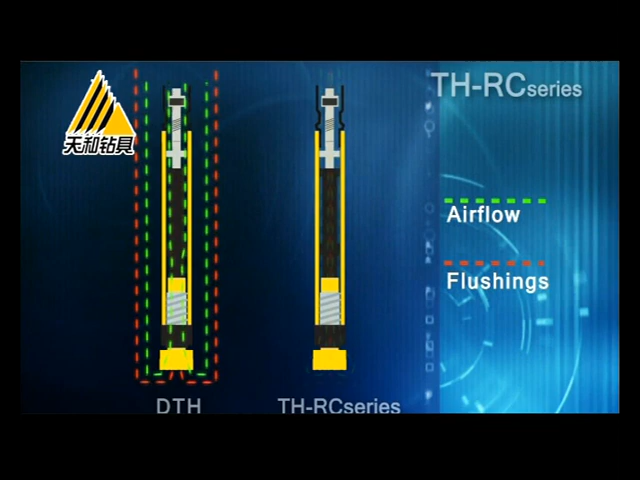 天和钻具
TH-RCseries
Airflow
Flushings
DTH
TH-RCseries